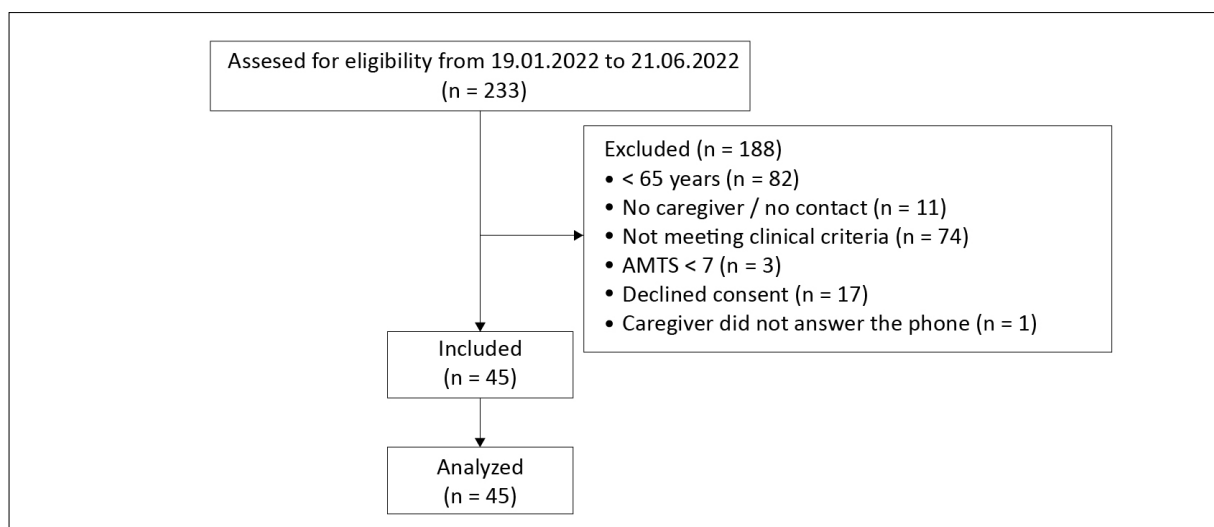 Assesed for eligibility from 19.01.2022 to 21.06.2022
(n = 233)
Excluded (n = 188)
• < 65 years (n = 82)
• No caregiver / no contact (n = 11)
• Not meeting clinical criteria (n = 74)
• AMTS < 7 (n = 3)
• Declined consent (n = 17)
• Caregiver did not answer the phone (n = 1)
Included
(n = 45)
Analyzed
(n = 45)